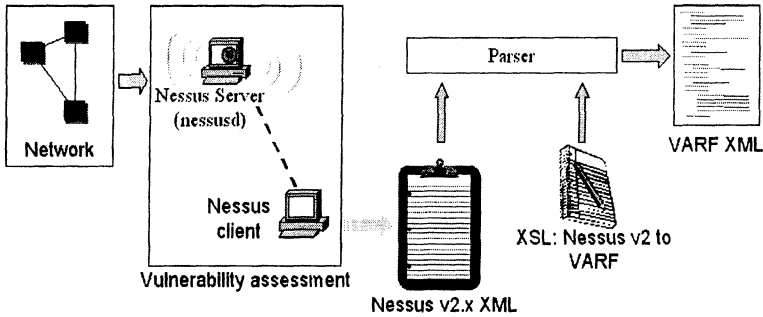 Network
Nessus Server
(nessusd)
Nessus
client
Vulnerability assessment
Nessus v2.x XML
Parser
XSL: Nessus v2 to
VARF
VARF XML